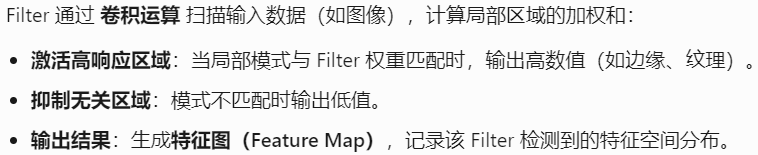 Filter 通过 卷积运算 扫描输入数据（如图像），计算局部区域的加权和：
• 激活高响应区域：当局部模式与 Filter 权重匹配时，输出高数值（如边缘、纹理）。
• 抑制无关区域：模式不匹配时输出低值。
• 输出结果：生成特征图（Feature Map），记录该 Filter 检测到的特征空间分布。